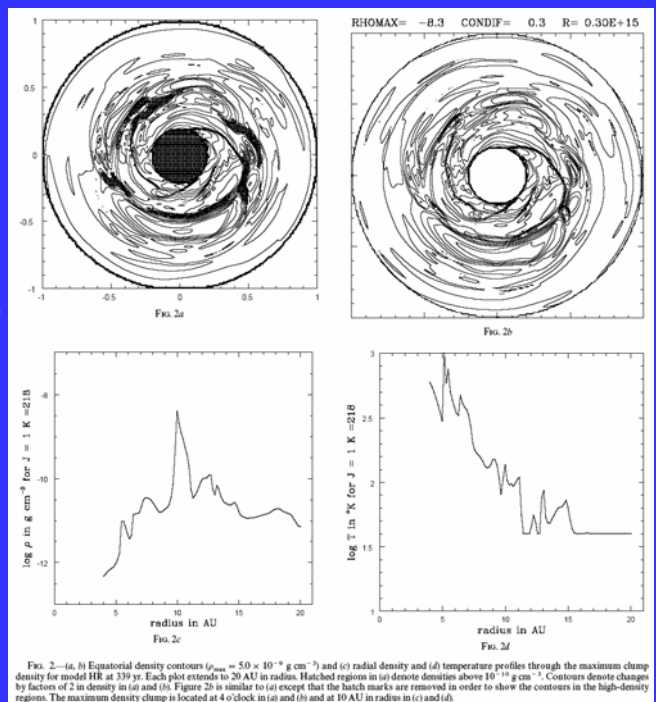 RHOMAX= -8.3 CONDIF= 0.3 R= 0.30E+15
1
0.5
0
-0.5
-1
-1 -0.5 0 0.5 1
FIG. 2a
FIG. 2b
-8
-10
-12
log ρ in g cm⁻³ for J = 1 K =218
0 5 10 15 20
radius in AU
FIG. 2c
3
2.5
2
1.5
1
log T in °K for J = 1 K =218
0 5 10 15 20
radius in AU
FIG. 2d
FIG. 2.—(a, b) Equatorial density contours (ρmax = 5.0 × 10⁻⁹ g cm⁻³) and (c) radial density and (d) temperature profiles through the maximum clump
density for model HR at 339 yr. Each plot extends to 20 AU in radius. Hatched regions in (a) denote densities above 10⁻¹⁰ g cm⁻³. Contours denote changes
by factors of 2 in density in (a) and (b). Figure 2b is similar to (a) except that the hatch marks are removed in order to show the contours in the high-density
regions. The maximum density clump is located at 4 o'clock in (a) and (b) and at 10 AU in radius in (c) and (d).